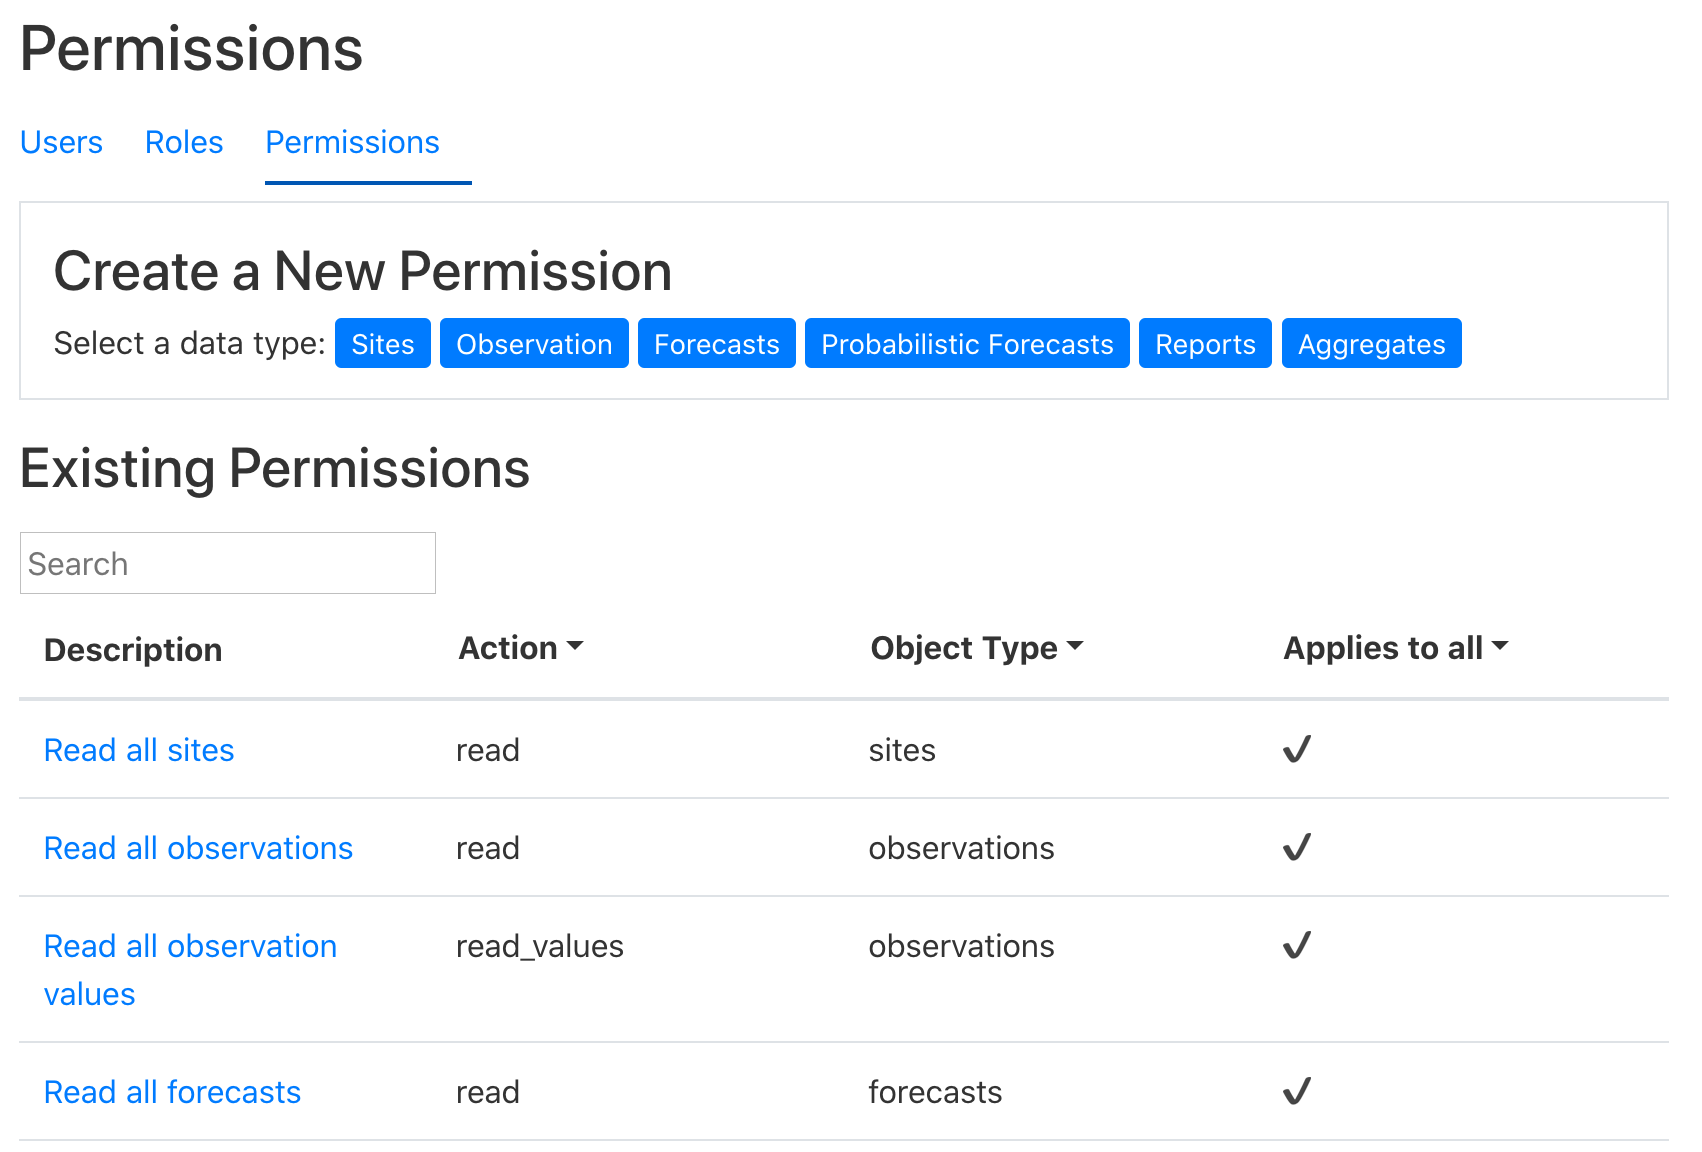 Permissions
Users Roles Permissions
Create a New Permission
Select a data type: Sites Observation Forecasts Probabilistic Forecasts Reports Aggregates
Existing Permissions
Search
Description Action Object Type Applies to all
Read all sites read sites ✓
Read all observations read observations ✓
Read all observation read_values observations ✓
values
Read all forecasts read forecasts ✓